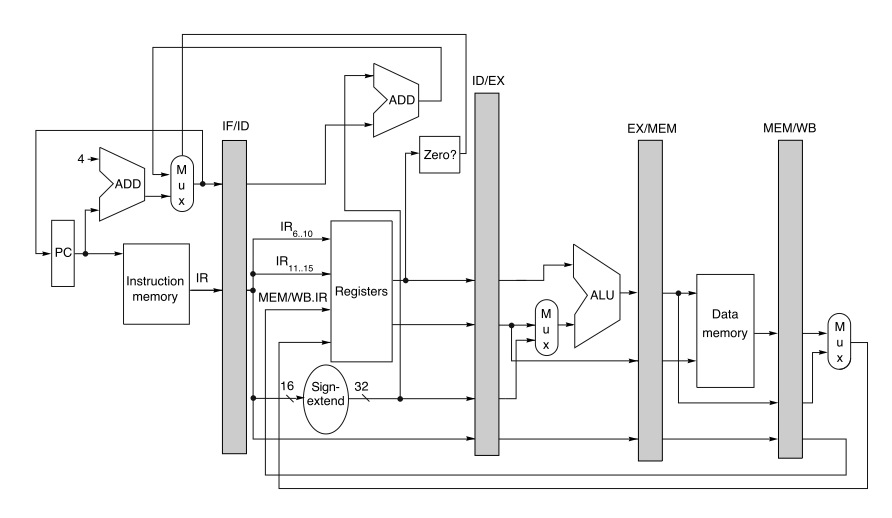 ID/EX
ADD
IF/ID
EX/MEM
MEM/WB
4
ADD
M
u
x
Zero?
PC
Instruction
memory
IR
IR6..10
IR11..15
MEM/WB.IR
Registers
16
Sign-
extend
32
M
u
x
ALU
Data
memory
M
u
x